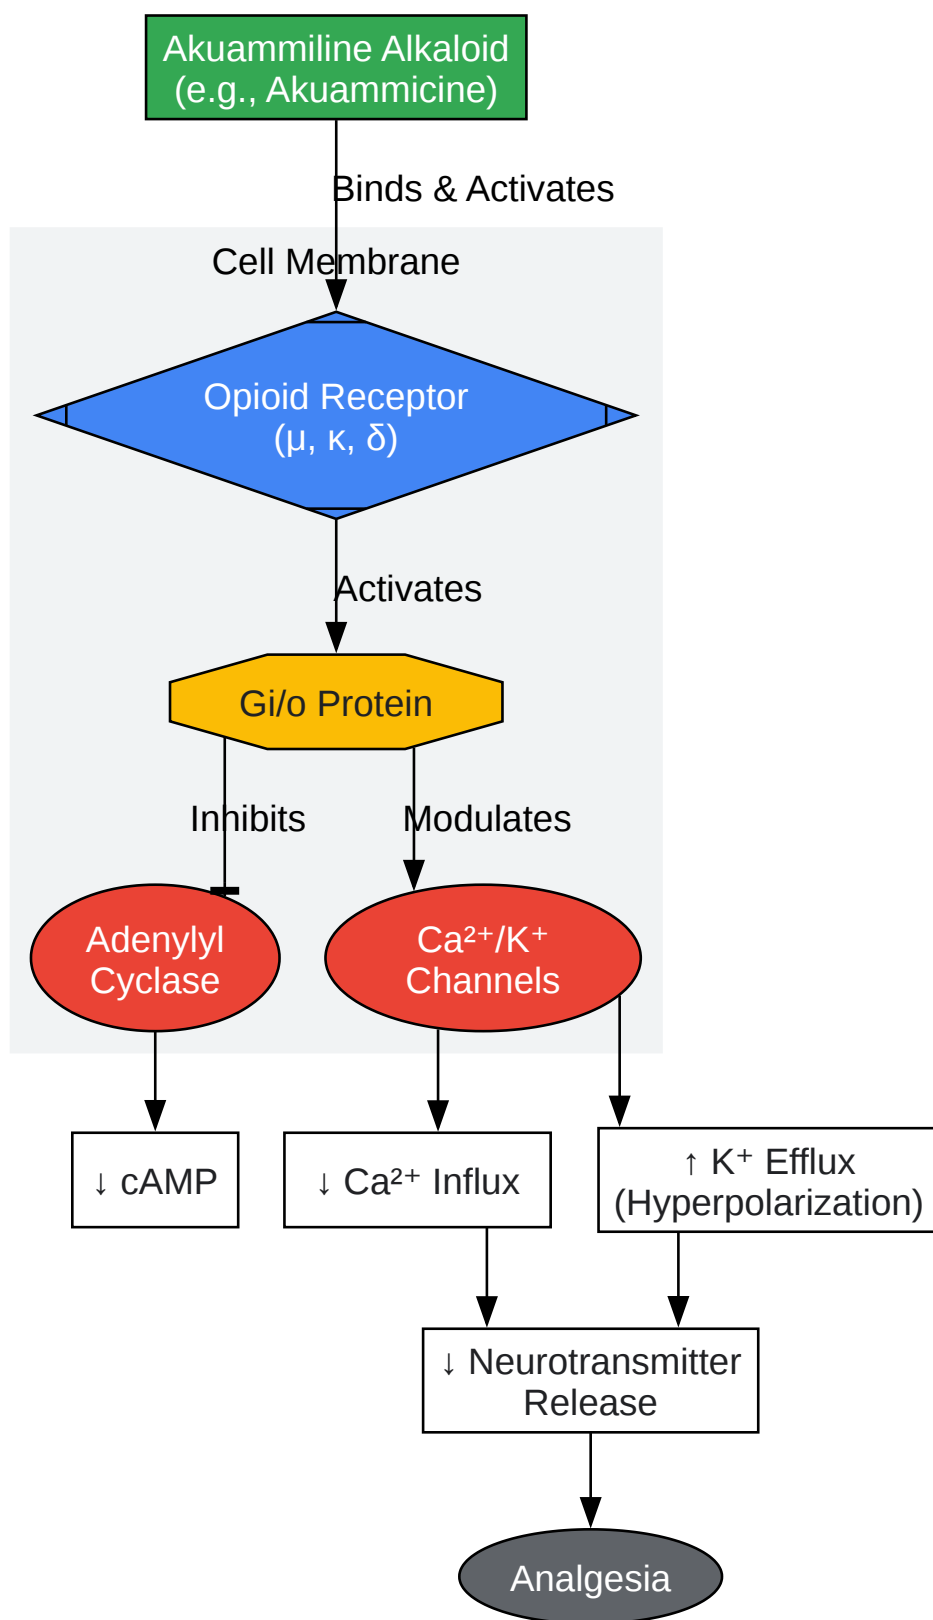 Akuammiline Alkaloid
(e.g., Akuammicine)
Binds & Activates
Cell Membrane
Opioid Receptor
(μ, κ, δ)
Activates
Gi/o Protein
Inhibits
Modulates
Adenylyl
Cyclase
Ca²⁺/K⁺
Channels
↓ cAMP
↓ Ca²⁺ Influx
↑ K⁺ Efflux
(Hyperpolarization)
↓ Neurotransmitter
Release
Analgesia